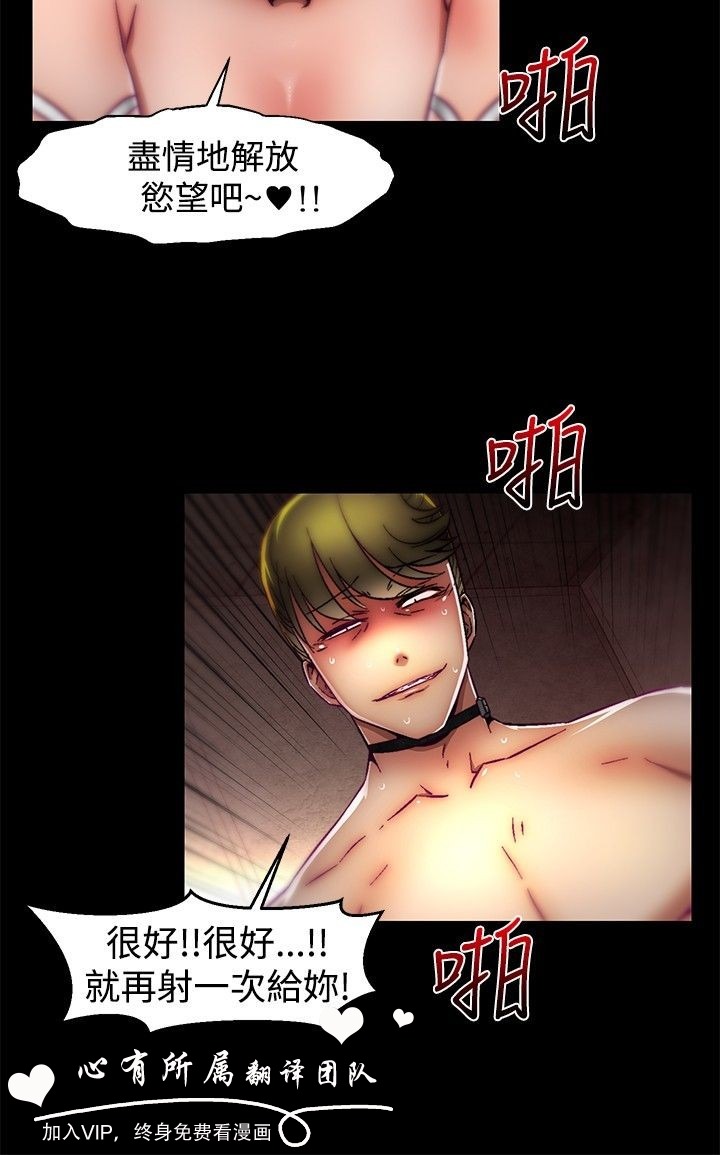 啪
盡情地解放
慾望吧~♥!!
啪
很好!!很好...!!
就再射一次給妳!
啪
心有所属翻译团队
加入VIP，终身免费看漫画